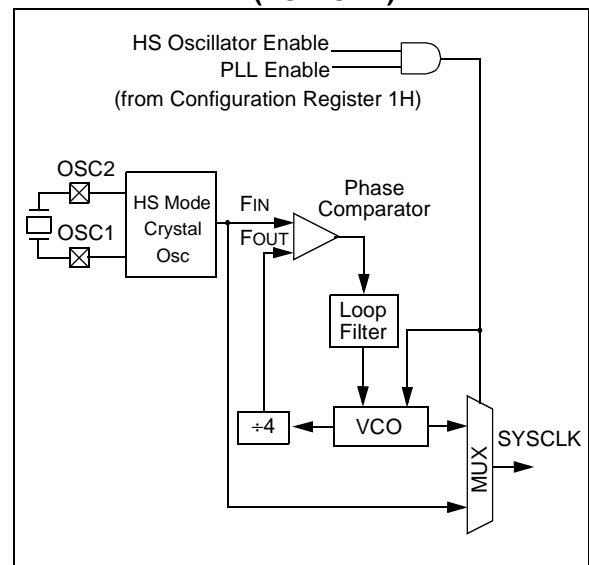 HS Oscillator Enable
PLL Enable
(from Configuration Register 1H)
OSC2
OSC1
HS Mode
Crystal
Osc
FIN
FOUT
Phase
Comparator
Loop
Filter
÷4
VCO
MUX
SYSCLK